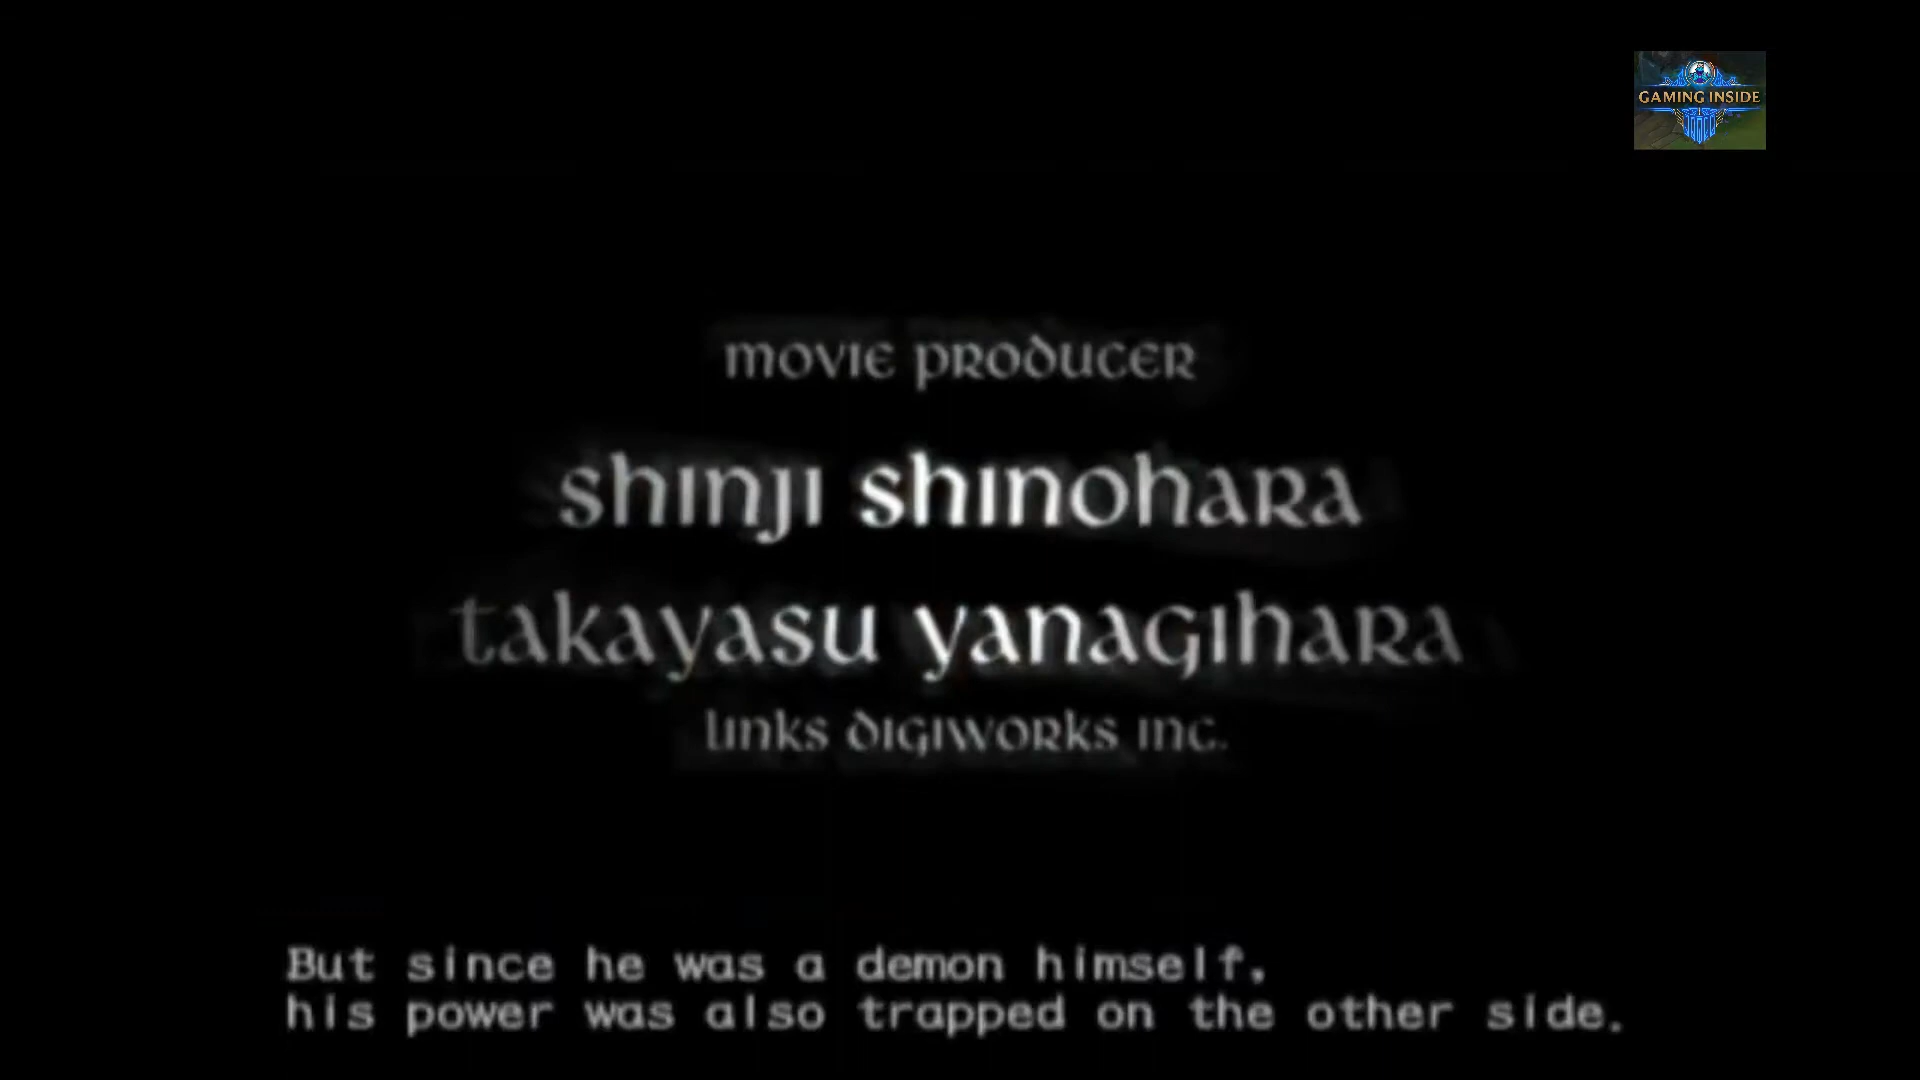 GAMING INSIDE
MOVIE PRODUCER
SHINJI SHINOHARA
TAKAYASU YANAGIHARA
LINKS DIGIWORKS INC.
But since he was a demon himself,
his power was also trapped on the other side.